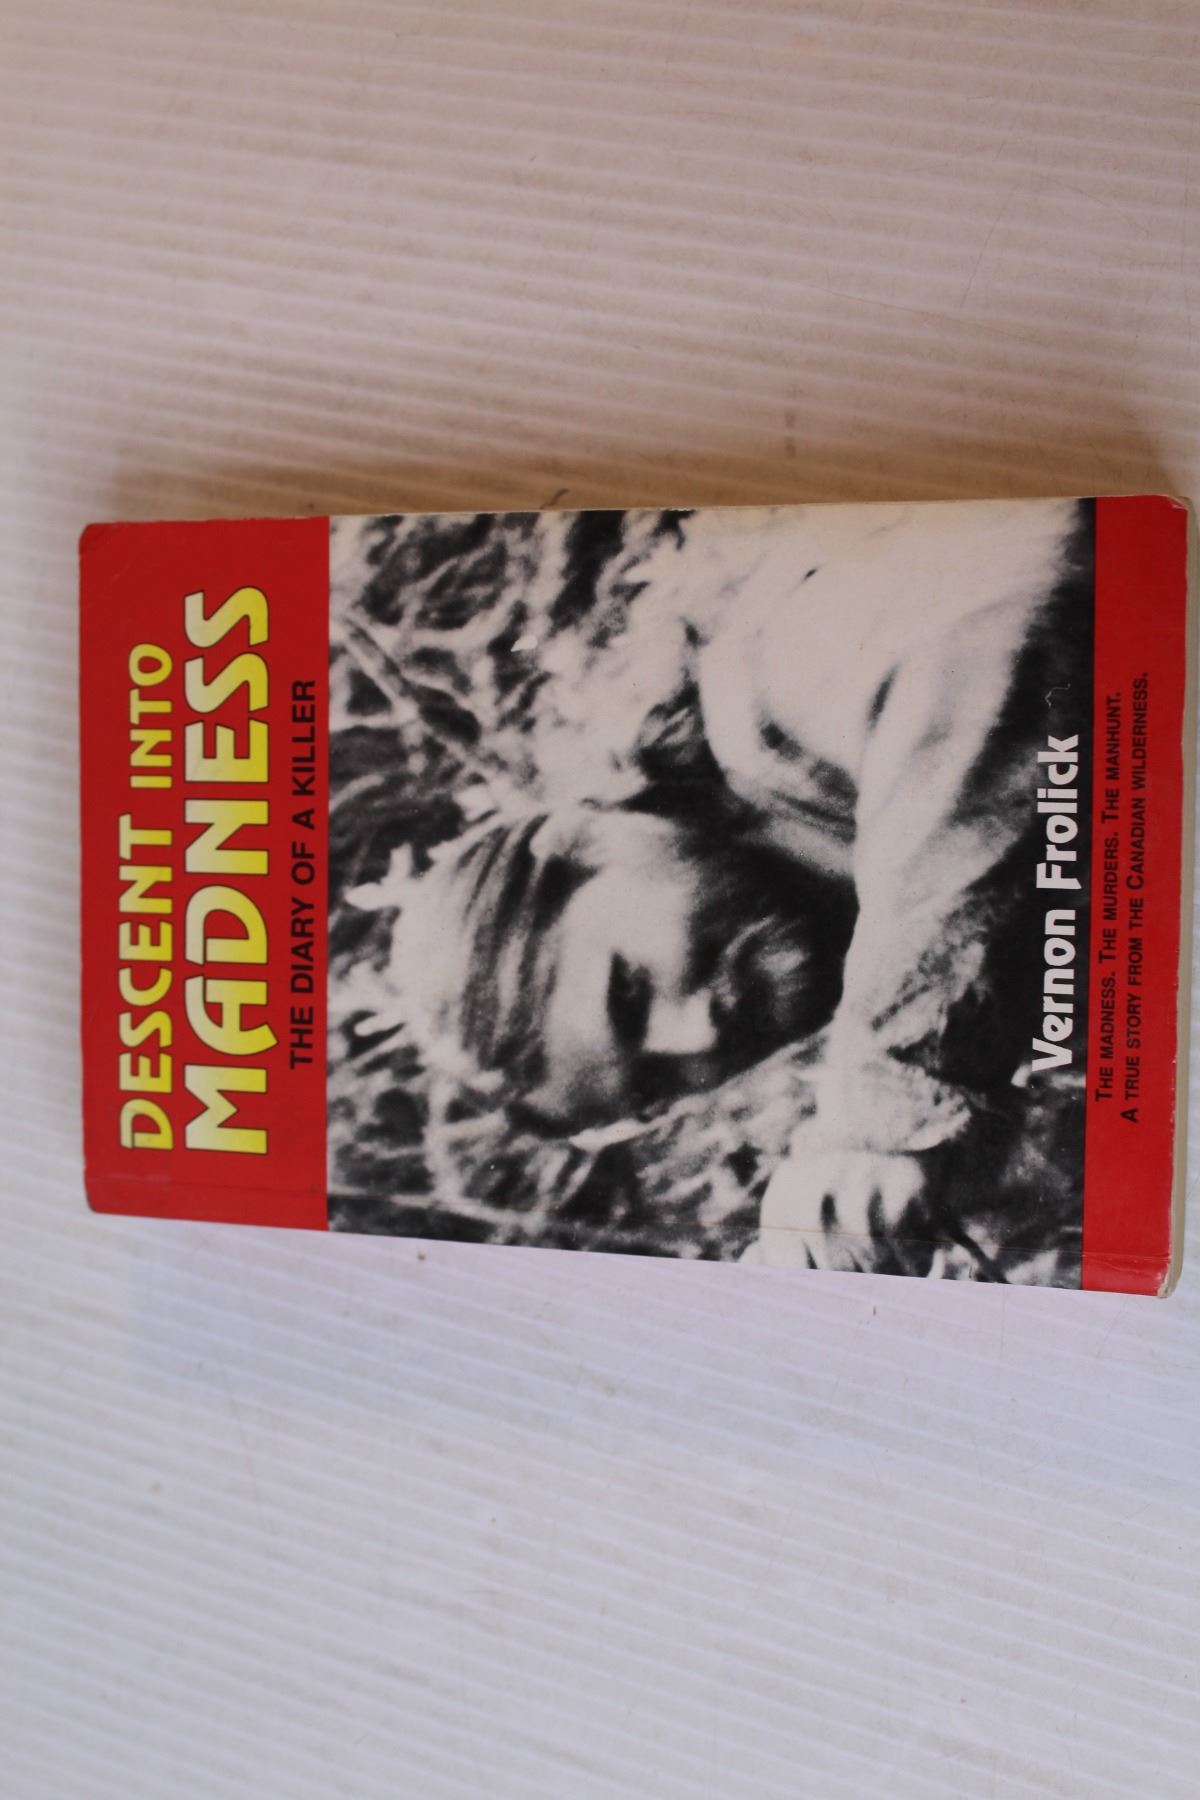 DESCENT INTO
MADNESS
THE DIARY OF A KILLER
Vernon Frolick
THE MADNESS. THE MURDERS. THE MANHUNT.
A TRUE STORY FROM THE CANADIAN WILDERNESS.